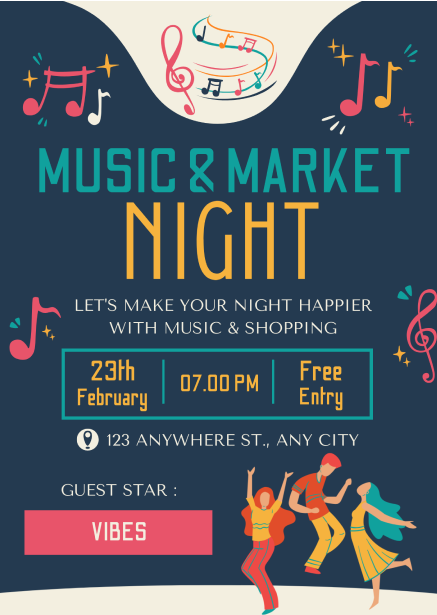 MUSIC & MARKET
NIGHT
LET'S MAKE YOUR NIGHT HAPPIER
WITH MUSIC & SHOPPING
23th
February
07.00 PM
Free
Entry
123 ANYWHERE ST., ANY CITY
GUEST STAR :
VIBES